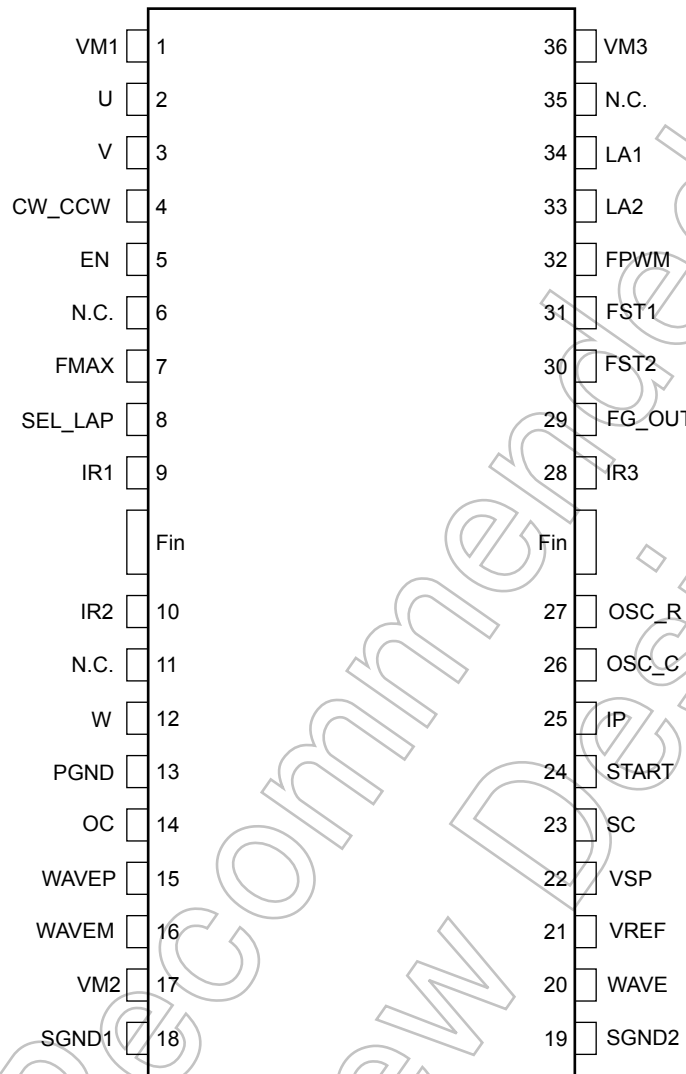 VM1 1 36 VM3
U 2 35 N.C.
V 3 34 LA1
CW_CCW 4 33 LA2
EN 5 32 FPWM
N.C. 6 31 FST1
FMAX 7 30 FST2
SEL_LAP 8 29 FG_OUT
IR1 9 28 IR3
Fin Fin
IR2 10 27 OSC_R
N.C. 11 26 OSC_C
W 12 25 IP
PGND 13 24 START
OC 14 23 SC
WAVEP 15 22 VSP
WAVEM 16 21 VREF
VM2 17 20 WAVE
SGND1 18 19 SGND2
Recommended
New Desi